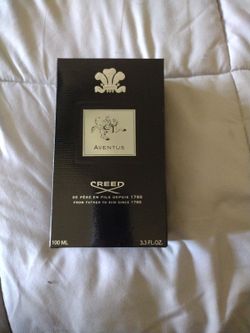 AVENTUS
CREED
DE PÈRE EN FILS DEPUIS 1760
FROM FATHER TO SON SINCE 1760
100 ML 3.3 FL.OZ.